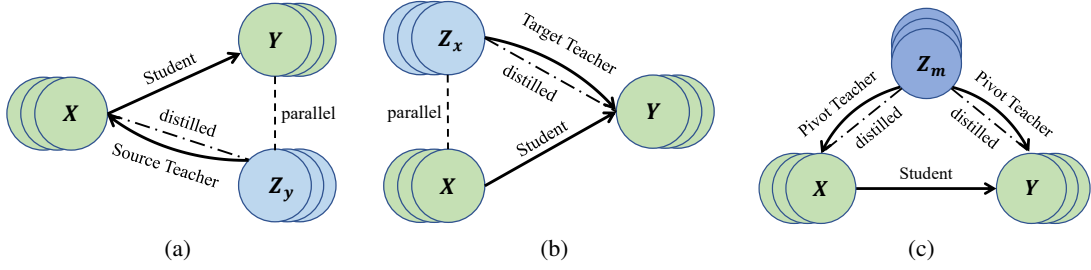 Y
Student
X
distilled
parallel
Source Teacher
Z_y
(a)
Z_x
Target Teacher
distilled
parallel
Y
Student
X
(b)
Z_m
Pivot Teacher
distilled
Pivot Teacher
distilled
X
Student
Y
(c)